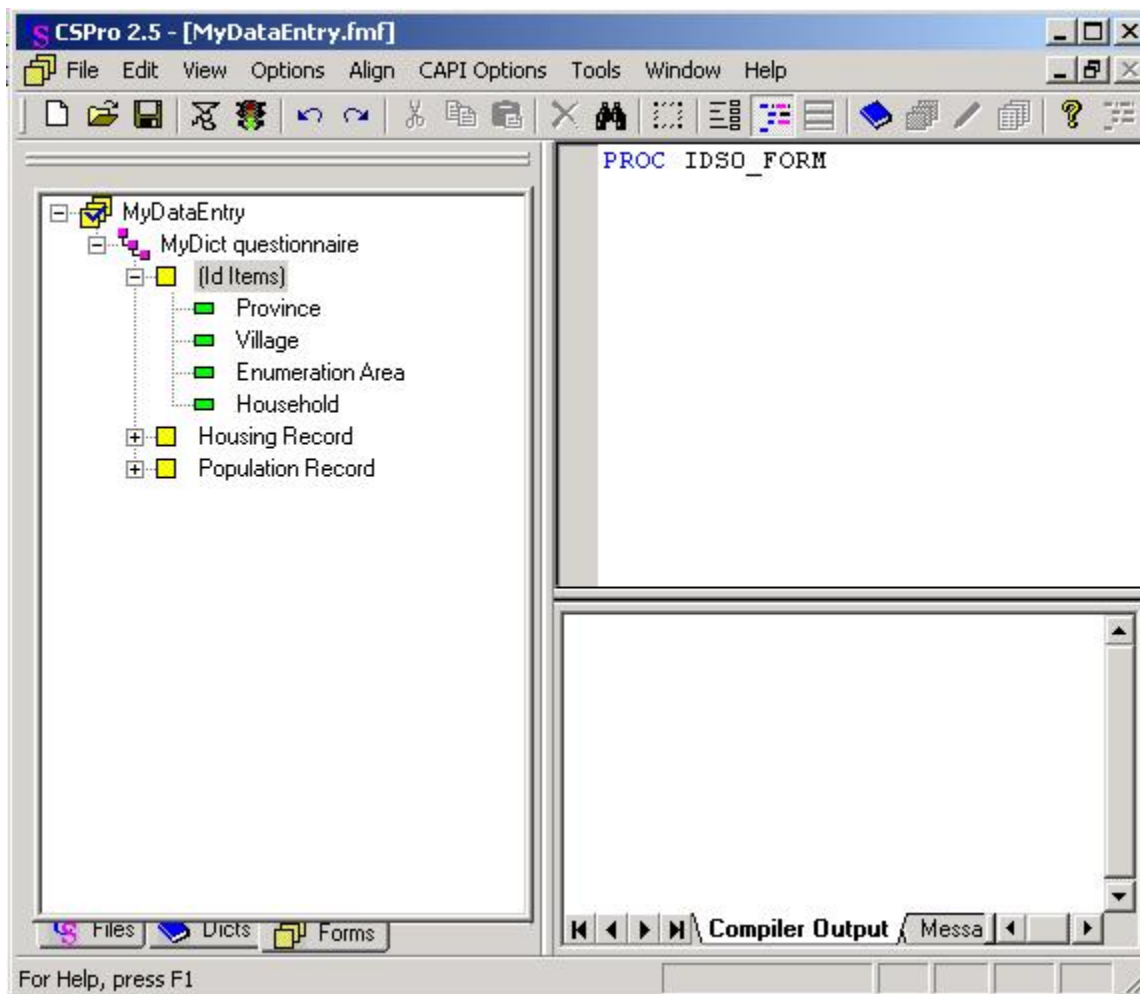 CSPro 2.5 - [MyDataEntry.fmf]
File Edit View Options Align CAPI Options Tools Window Help
PROC IDS0_FORM
MyDataEntry
MyDict questionnaire
(Id Items)
Province
Village
Enumeration Area
Household
Housing Record
Population Record
Files Dicts Forms
Compiler Output Messa
For Help, press F1